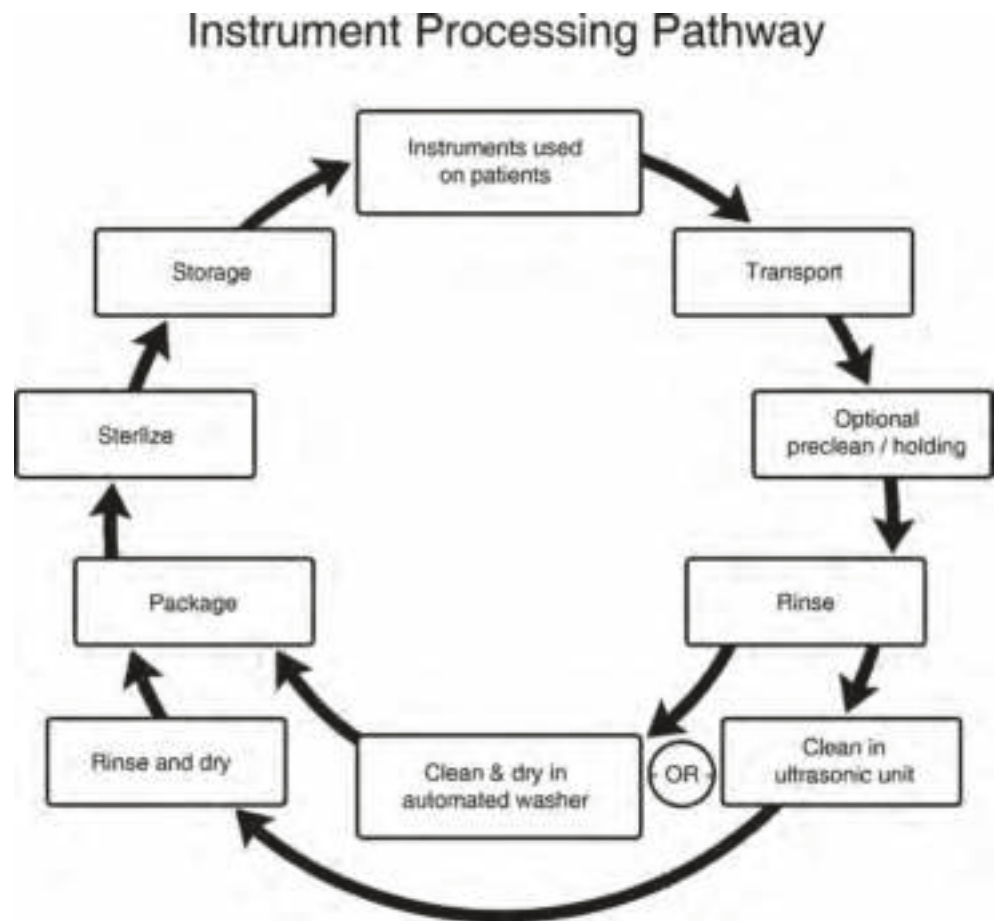 Instrument Processing Pathway
Instruments used
on patients
Transport
Optional
preclean / holding
Rinse
Clean in
ultrasonic unit
OR
Clean & dry in
automated washer
Rinse and dry
Package
Sterlize
Storage